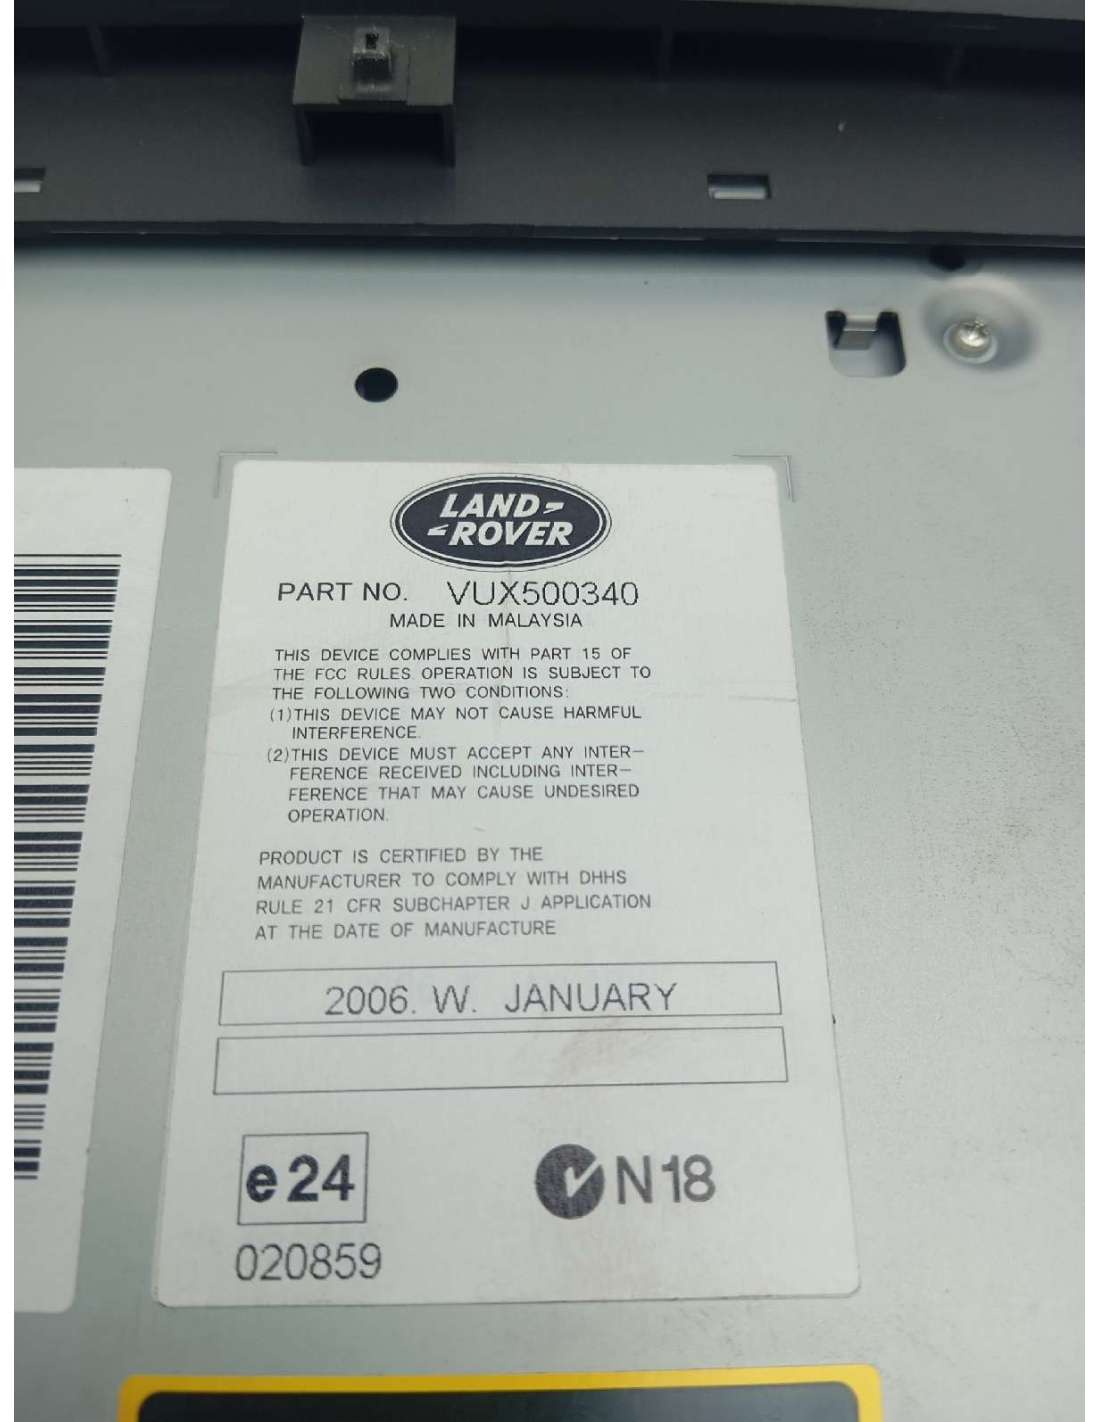 LAND-
-ROVER
PART NO. VUX500340
MADE IN MALAYSIA
THIS DEVICE COMPLIES WITH PART 15 OF
THE FCC RULES. OPERATION IS SUBJECT TO
THE FOLLOWING TWO CONDITIONS:
(1)THIS DEVICE MAY NOT CAUSE HARMFUL
INTERFERENCE.
(2)THIS DEVICE MUST ACCEPT ANY INTER-
FERENCE RECEIVED INCLUDING INTER-
FERENCE THAT MAY CAUSE UNDESIRED
OPERATION.
PRODUCT IS CERTIFIED BY THE
MANUFACTURER TO COMPLY WITH DHHS
RULE 21 CFR SUBCHAPTER J APPLICATION
AT THE DATE OF MANUFACTURE
2006. W. JANUARY
e24 N18
020859